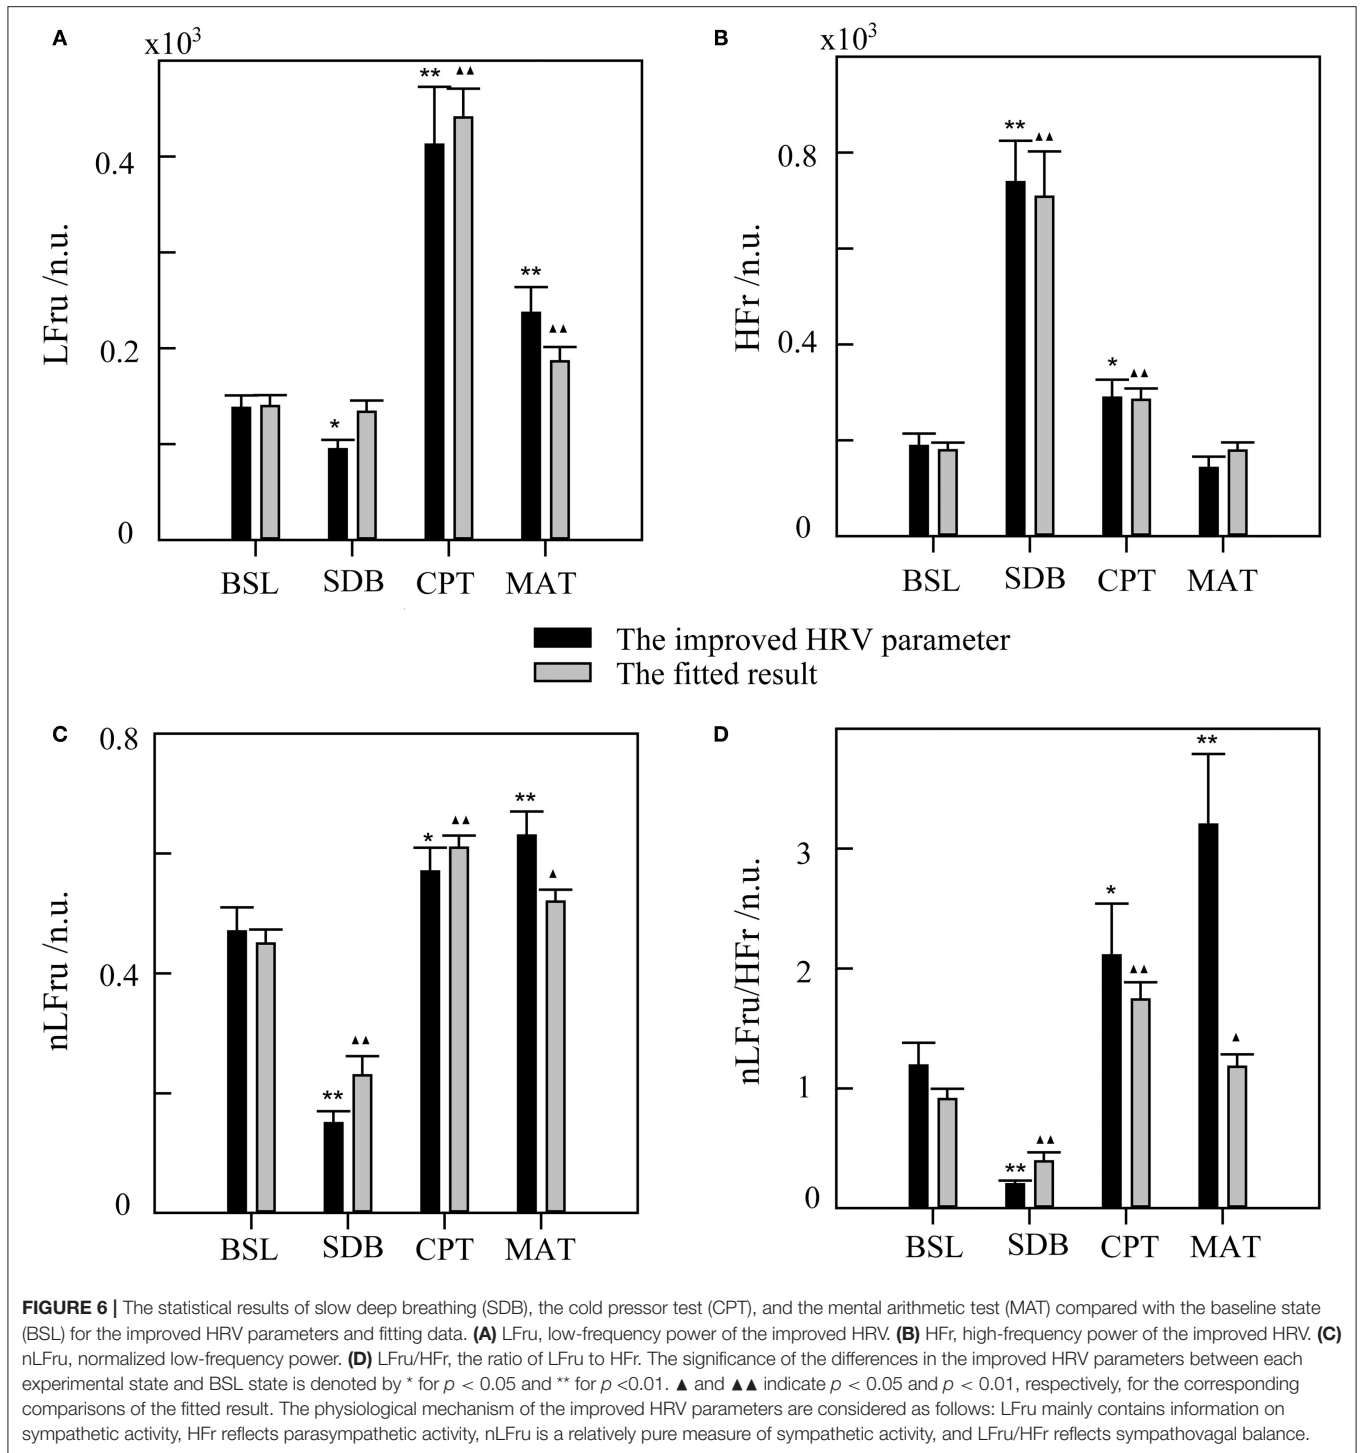 A
x10³
LFru /n.u.
0.4
0.2
0
** ▲▲
**
▲▲
*
BSL SDB CPT MAT
B
x10³
HFr /n.u.
0.8
0.4
0
** ▲▲
* ▲▲
BSL SDB CPT MAT
The improved HRV parameter
The fitted result
C
nLFru /n.u.
0.8
0.4
0
**
▲▲
* ▲▲
**
▲
BSL SDB CPT MAT
D
nLFru/HFr /n.u.
3
2
1
0
**
▲▲
*
▲▲
**
▲
BSL SDB CPT MAT
FIGURE 6 | The statistical results of slow deep breathing (SDB), the cold pressor test (CPT), and the mental arithmetic test (MAT) compared with the baseline state
(BSL) for the improved HRV parameters and fitting data. (A) LFru, low-frequency power of the improved HRV. (B) HFr, high-frequency power of the improved HRV. (C)
nLFru, normalized low-frequency power. (D) LFru/HFr, the ratio of LFru to HFr. The significance of the differences in the improved HRV parameters between each
experimental state and BSL state is denoted by * for p < 0.05 and ** for p <0.01. ▲ and ▲▲ indicate p < 0.05 and p < 0.01, respectively, for the corresponding
comparisons of the fitted result. The physiological mechanism of the improved HRV parameters are considered as follows: LFru mainly contains information on
sympathetic activity, HFr reflects parasympathetic activity, nLFru is a relatively pure measure of sympathetic activity, and LFru/HFr reflects sympathovagal balance.